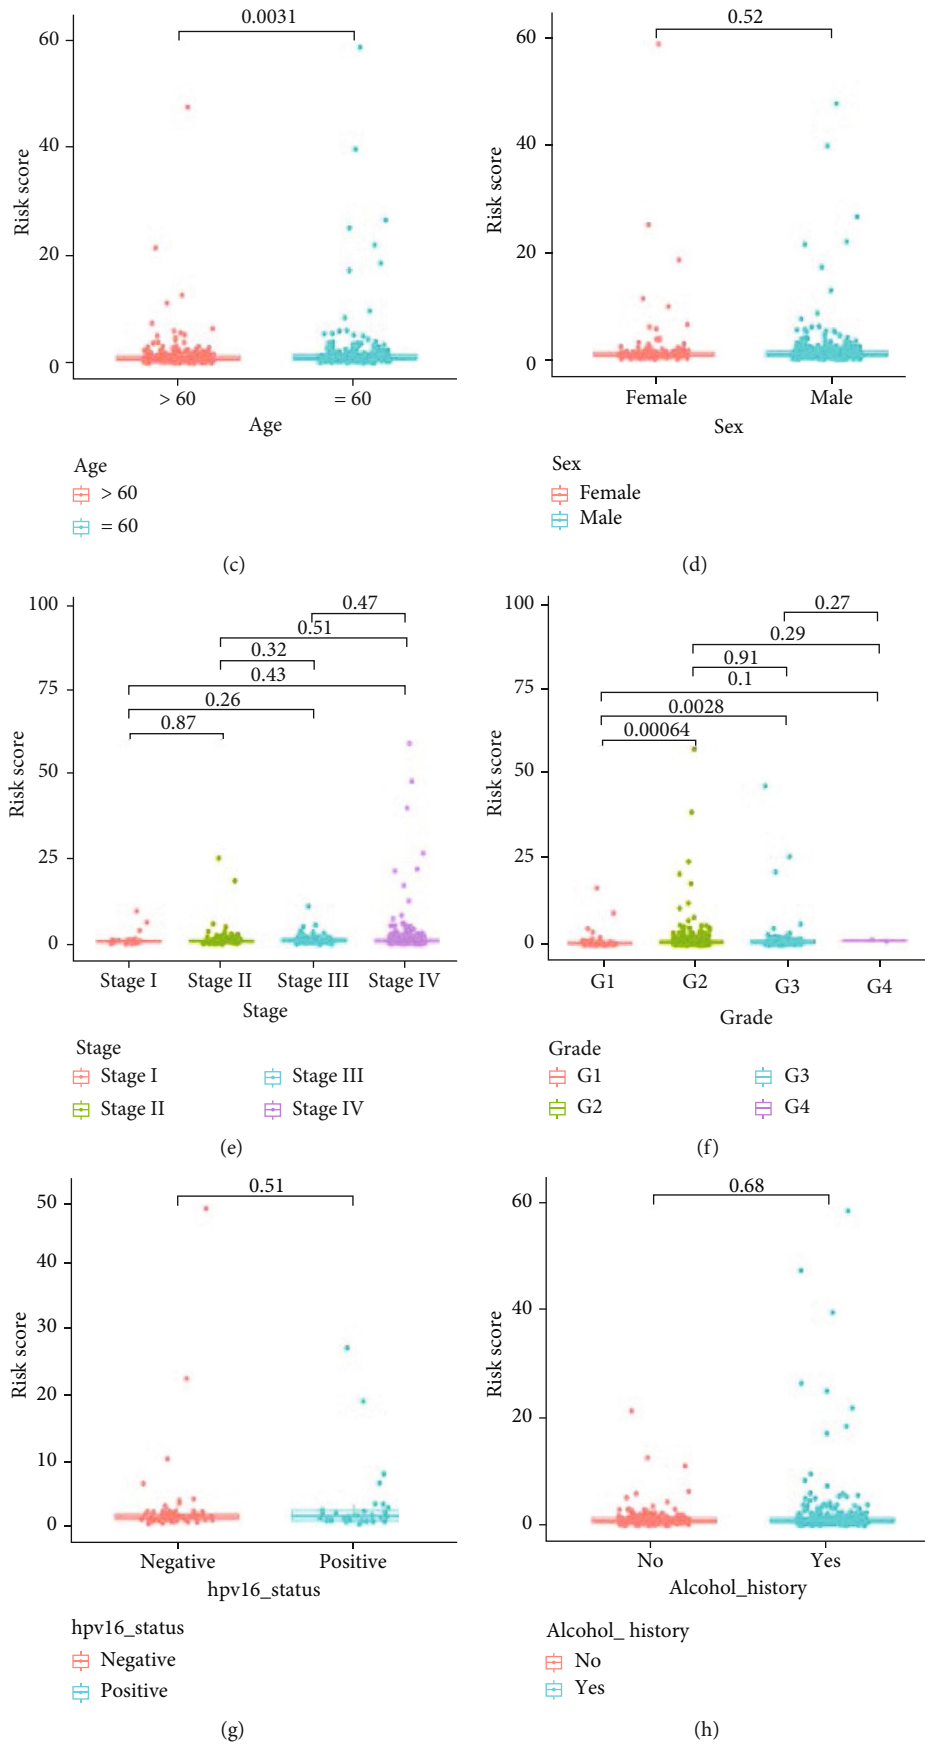 0.0031
60
40
20
0
Risk score
> 60
= 60
Age
Age
> 60
= 60
(c)
0.52
60
40
20
0
Risk score
Female
Male
Sex
Sex
Female
Male
(d)
100
75
50
25
0
Risk score
0.47
0.51
0.32
0.43
0.26
0.87
Stage I
Stage II
Stage III
Stage IV
Stage
Stage
Stage I
Stage III
Stage II
Stage IV
(e)
100
75
50
25
0
Risk score
0.27
0.29
0.91
0.1
0.0028
0.00064
G1
G2
G3
G4
Grade
Grade
G1
G3
G2
G4
(f)
0.51
50
40
30
20
10
0
Risk score
Negative
Positive
hpv16_status
hpv16_status
Negative
Positive
(g)
0.68
60
40
20
0
Risk score
No
Yes
Alcohol_history
Alcohol_ history
No
Yes
(h)